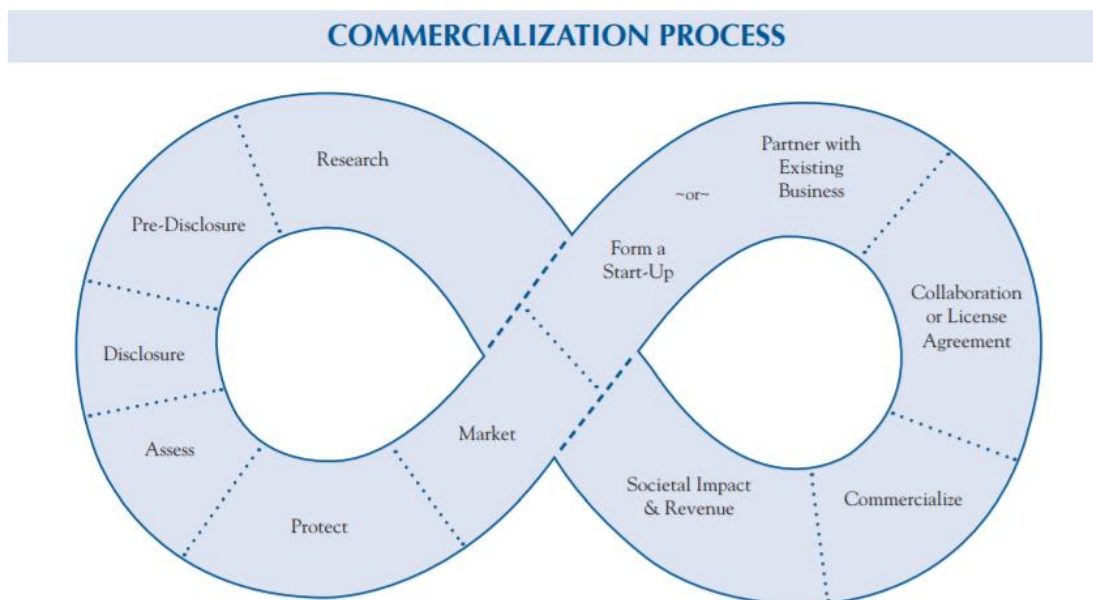 COMMERCIALIZATION PROCESS
Research
Pre-Disclosure
Disclosure
Assess
Protect
Market
Form a
Start-Up
~or~
Partner with
Existing
Business
Collaboration
or License
Agreement
Commercialize
Societal Impact
& Revenue